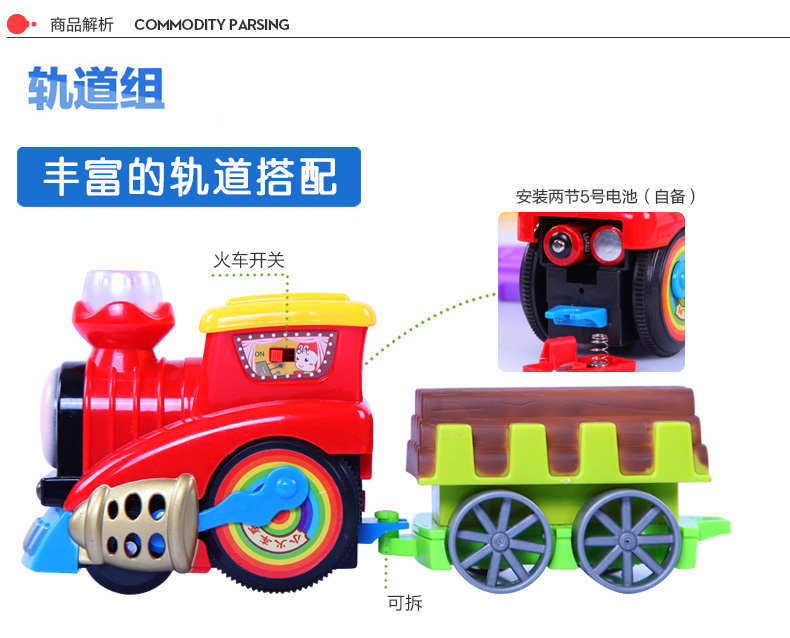 商品解析 COMMODITY PARSING
轨道组
丰富的轨道搭配
安装两节5号电池（自备）
火车开关
ON
可拆